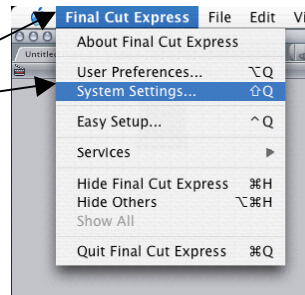 Final Cut Express File Edit
Untitle
About Final Cut Express
User Preferences... ⌥Q
System Settings... ⇧Q
Easy Setup... ^Q
Services ▶
Hide Final Cut Express ⌘H
Hide Others ⌥⌘H
Show All
Quit Final Cut Express ⌘Q